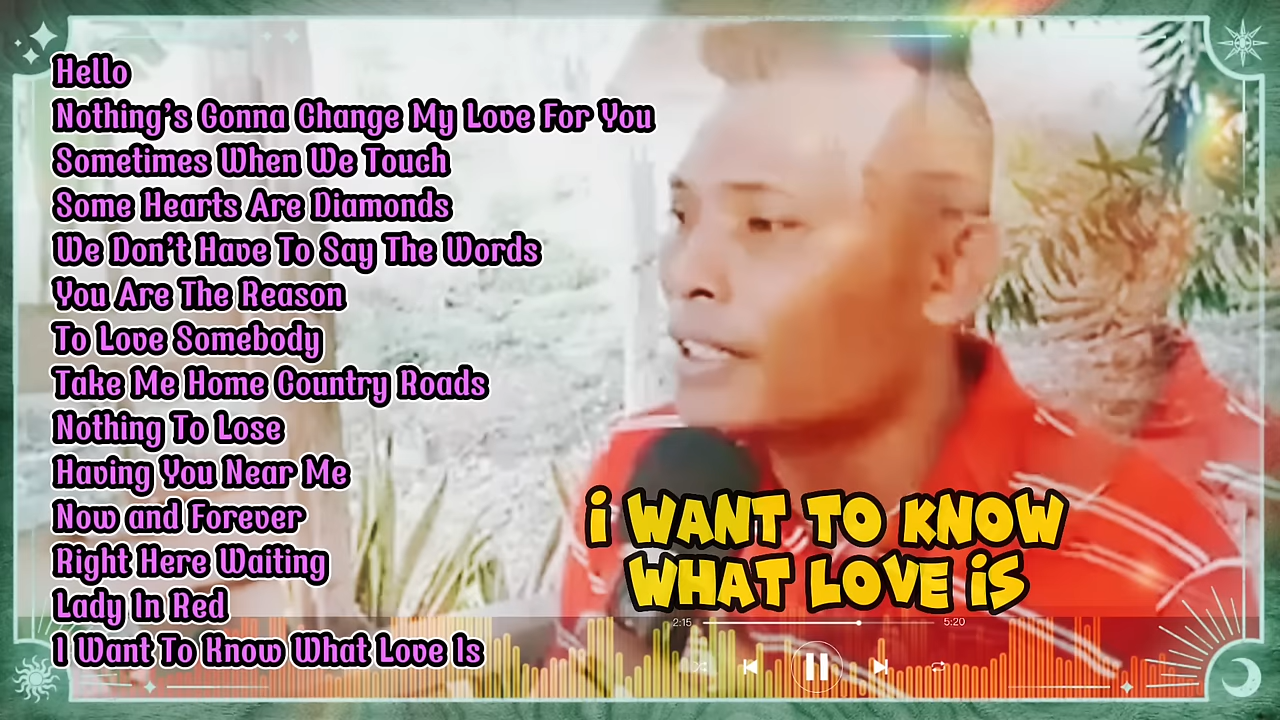 Hello
Nothing's Gonna Change My Love For You
Sometimes When We Touch
Some Hearts Are Diamonds
We Don't Have To Say The Words
You Are The Reason
To Love Somebody
Take Me Home Country Roads
Nothing To Lose
Having You Near Me
Now and Forever
Right Here Waiting
Lady In Red
I Want To Know What Love Is
I WANT TO KNOW
WHAT LOVE IS
2:15 5:20